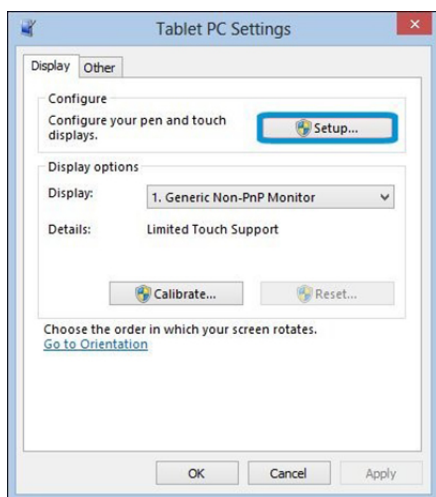 Tablet PC Settings
Display
Other
Configure
Configure your pen and touch
displays.
Setup...
Display options
Display:
1. Generic Non-PnP Monitor
Details:
Limited Touch Support
Calibrate...
Reset...
Choose the order in which your screen rotates.
Go to Orientation
OK
Cancel
Apply